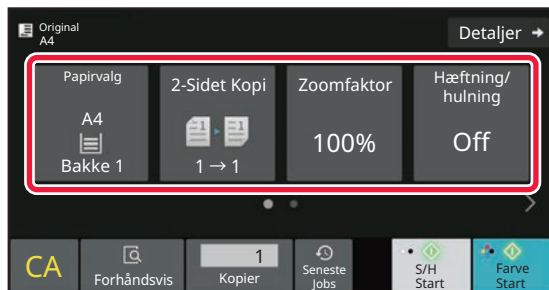 Original
A4
Detaljer
Papirvalg
A4
Bakke 1
2-Sidet Kopi
1 → 1
Zoomfaktor
100%
Hæftning/
hulning
Off
CA
Forhåndsvis
1
Kopier
Seneste
Jobs
S/H
Start
Farve
Start